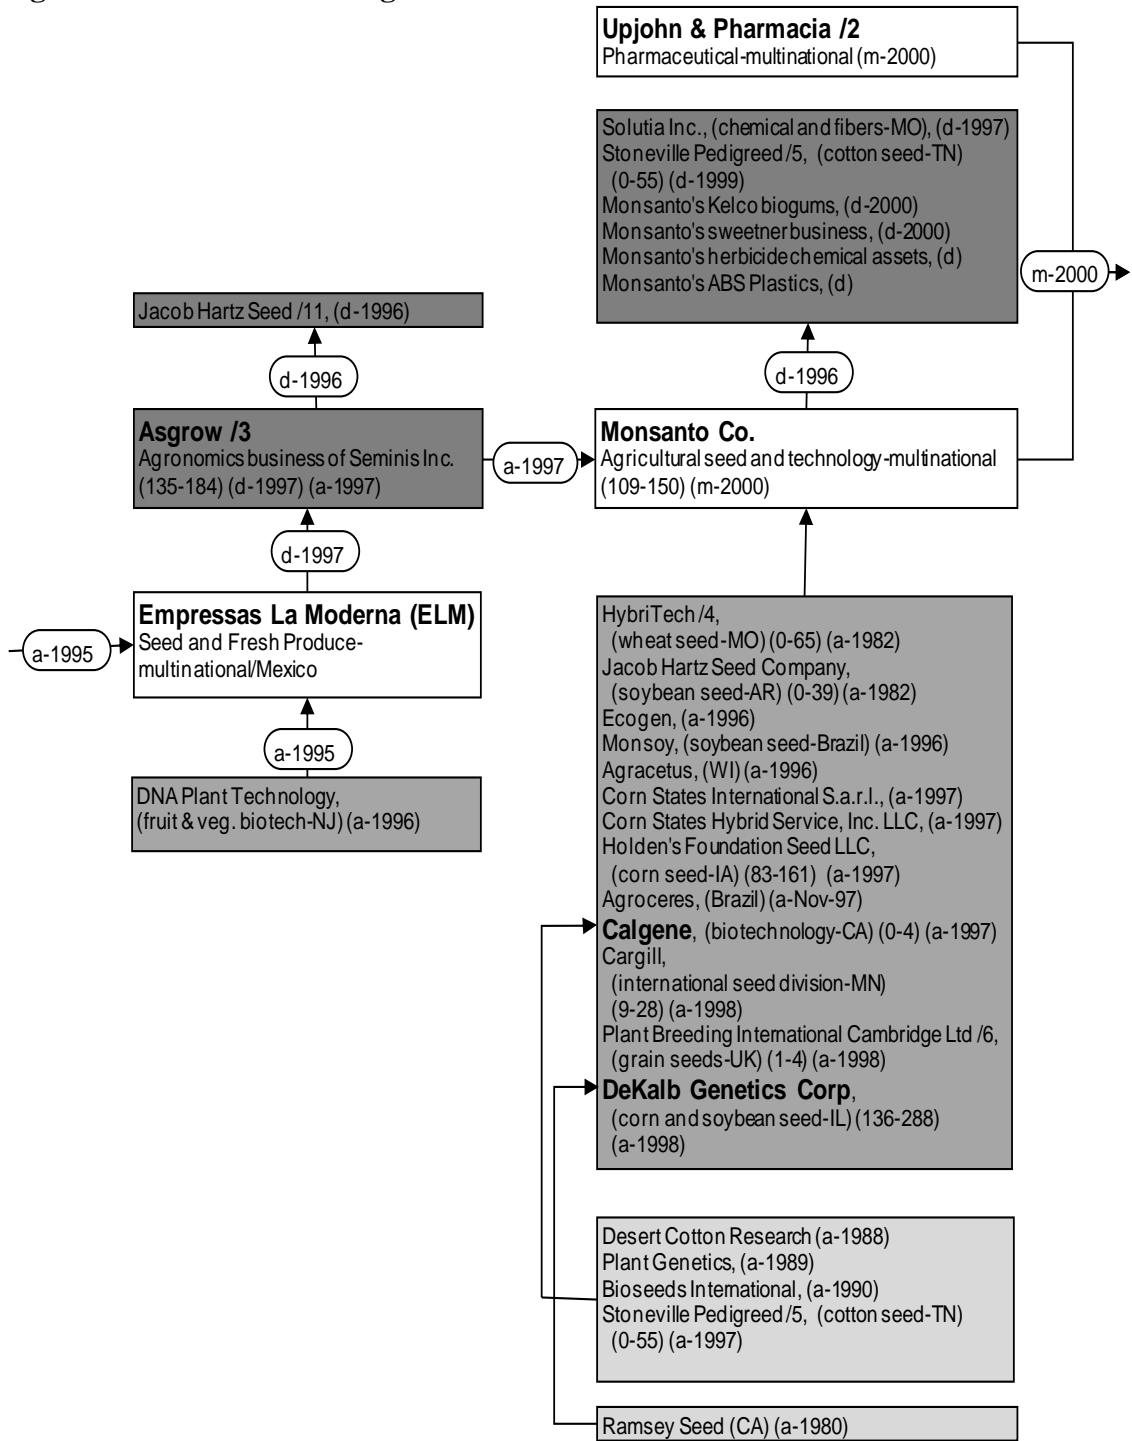 Upjohn & Pharmacia /2
Pharmaceutical-multinational (m-2000)
Solutia Inc., (chemical and fibers-MO), (d-1997)
Stoneville Pedigreed /5, (cotton seed-TN)
(0-55) (d-1999)
Monsanto's Kelco biogums, (d-2000)
Monsanto's sweetner business, (d-2000)
Monsanto's herbicide chemical assets, (d)
Monsanto's ABS Plastics, (d)
m-2000
Jacob Hartz Seed /11, (d-1996)
d-1996
d-1996
Asgrow /3
Agronomics business of Seminis Inc.
(135-184) (d-1997) (a-1997)
a-1997
Monsanto Co.
Agricultural seed and technology-multinational
(109-150) (m-2000)
d-1997
Empressas La Moderna (ELM)
Seed and Fresh Produce-
multinational/Mexico
a-1995
a-1995
DNA Plant Technology,
(fruit & veg. biotech-NJ) (a-1996)
HybriTech /4,
(wheat seed-MO) (0-65) (a-1982)
Jacob Hartz Seed Company,
(soybean seed-AR) (0-39) (a-1982)
Ecogen, (a-1996)
Monsoy, (soybean seed-Brazil) (a-1996)
Agracetus, (WI) (a-1996)
Corn States International S.a.r.l., (a-1997)
Corn States Hybrid Service, Inc. LLC, (a-1997)
Holden's Foundation Seed LLC,
(corn seed-IA) (83-161) (a-1997)
Agroceres, (Brazil) (a-Nov-97)
Calgene, (biotechnology-CA) (0-4) (a-1997)
Cargill,
(international seed division-MN)
(9-28) (a-1998)
Plant Breeding International Cambridge Ltd /6,
(grain seeds-UK) (1-4) (a-1998)
DeKalb Genetics Corp,
(corn and soybean seed-IL) (136-288)
(a-1998)
Desert Cotton Research (a-1988)
Plant Genetics, (a-1989)
Bioseeds International, (a-1990)
Stoneville Pedigreed /5, (cotton seed-TN)
(0-55) (a-1997)
Ramsey Seed (CA) (a-1980)